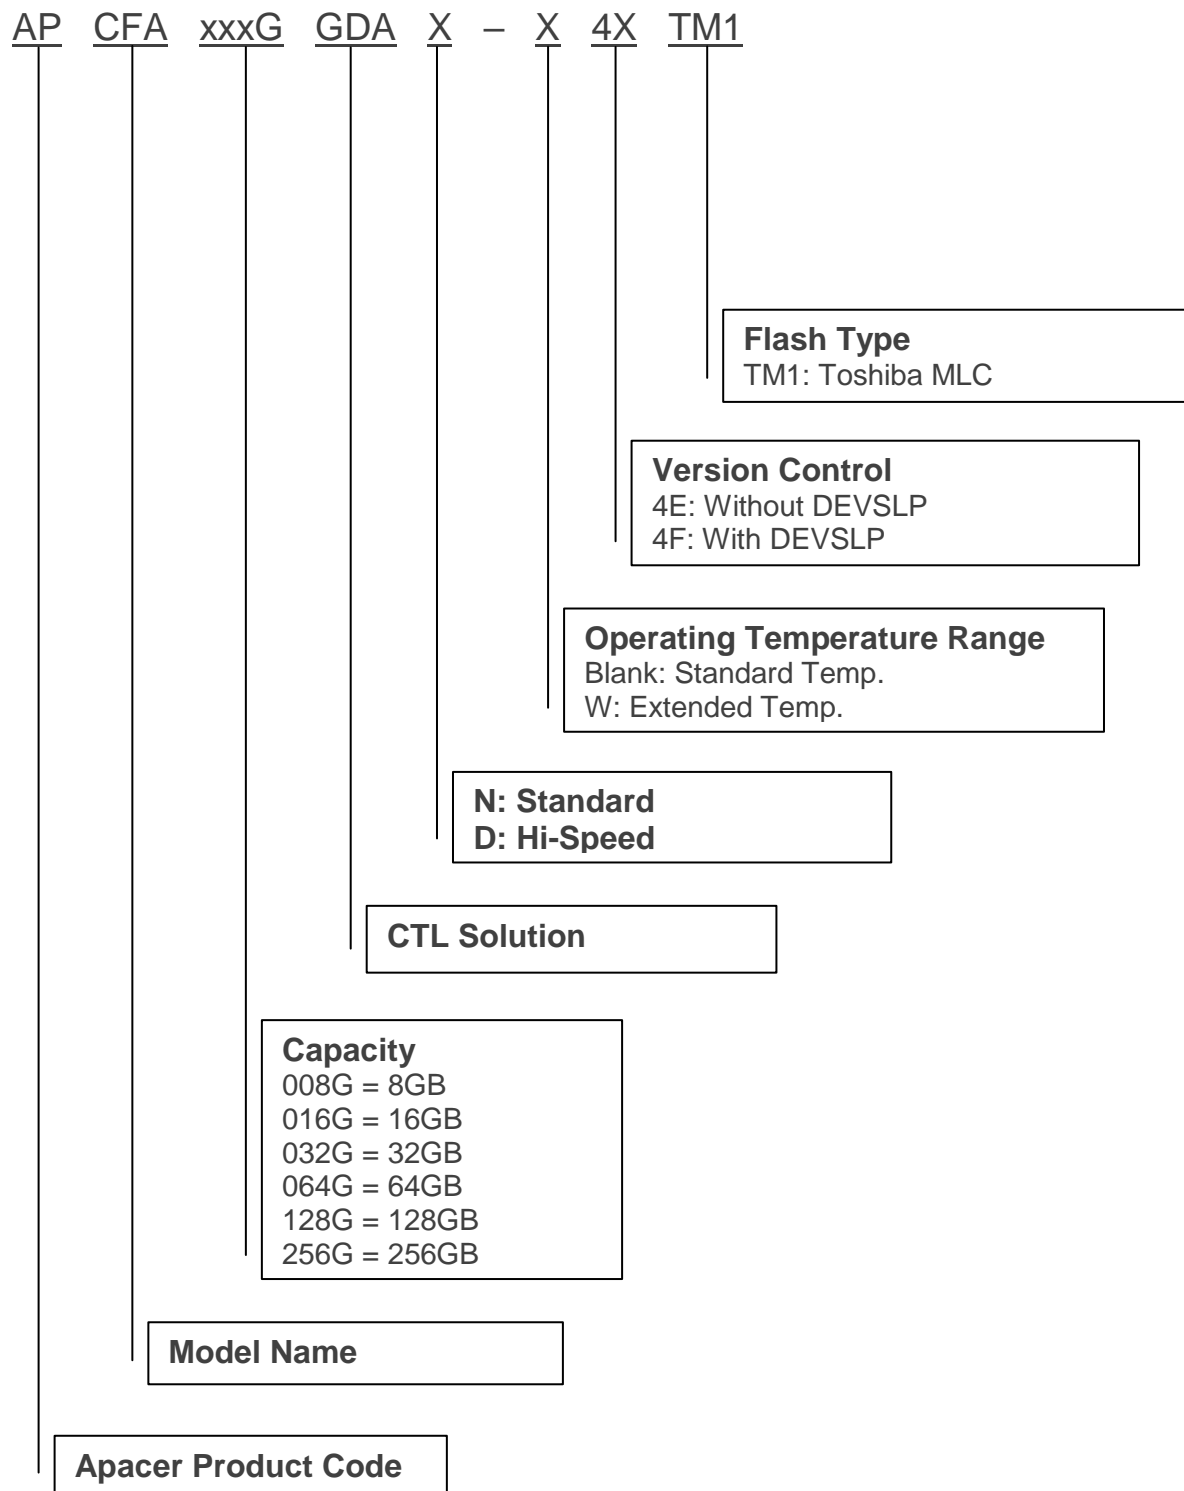 AP CFA xxxG GDA X – X 4X TM1
Flash Type
TM1: Toshiba MLC
Version Control
4E: Without DEVSLP
4F: With DEVSLP
Operating Temperature Range
Blank: Standard Temp.
W: Extended Temp.
N: Standard
D: Hi-Speed
CTL Solution
Capacity
008G = 8GB
016G = 16GB
032G = 32GB
064G = 64GB
128G = 128GB
256G = 256GB
Model Name
Apacer Product Code